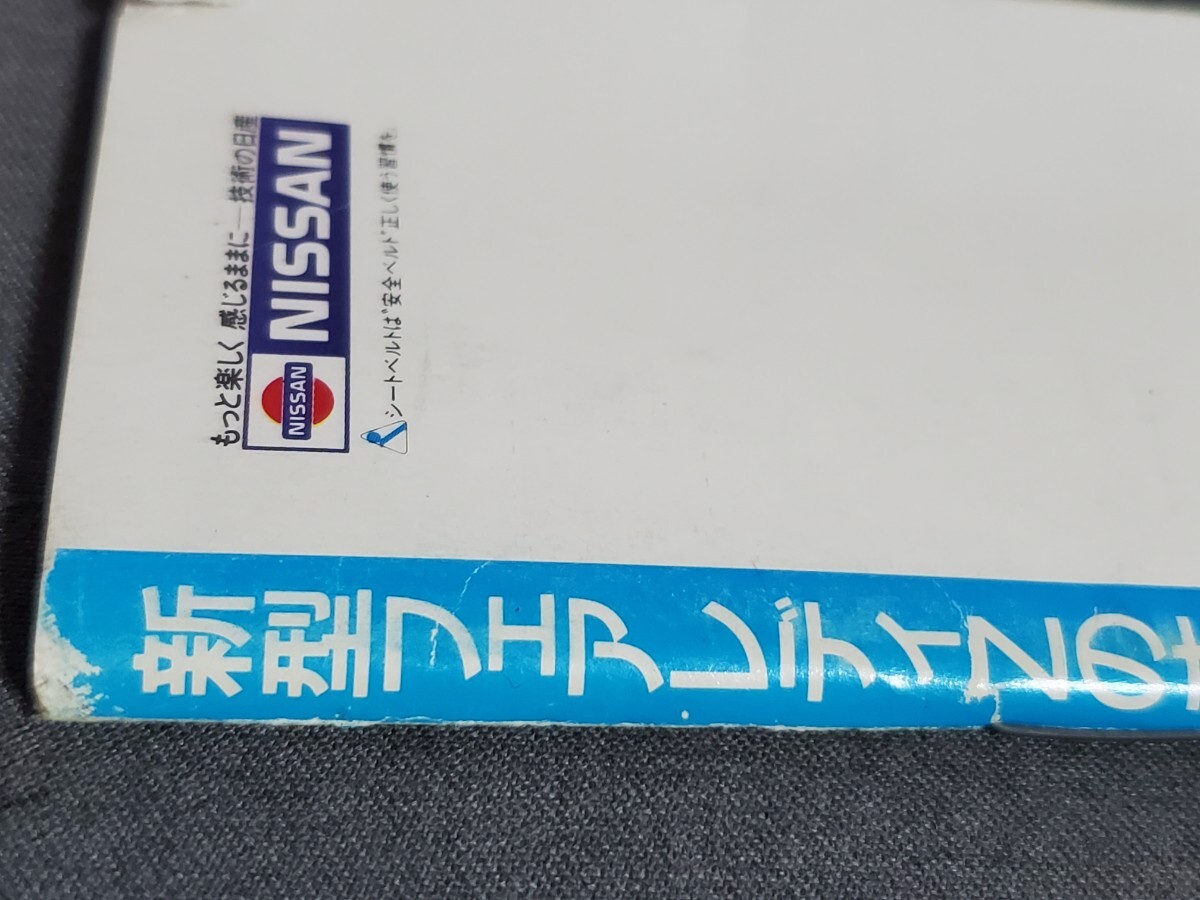 もっと楽しく 感じるままに―技術の日産
NISSAN
NISSAN
シートベルトは"安全ベルト"正しく使う習慣を。
新型フェアレディZの